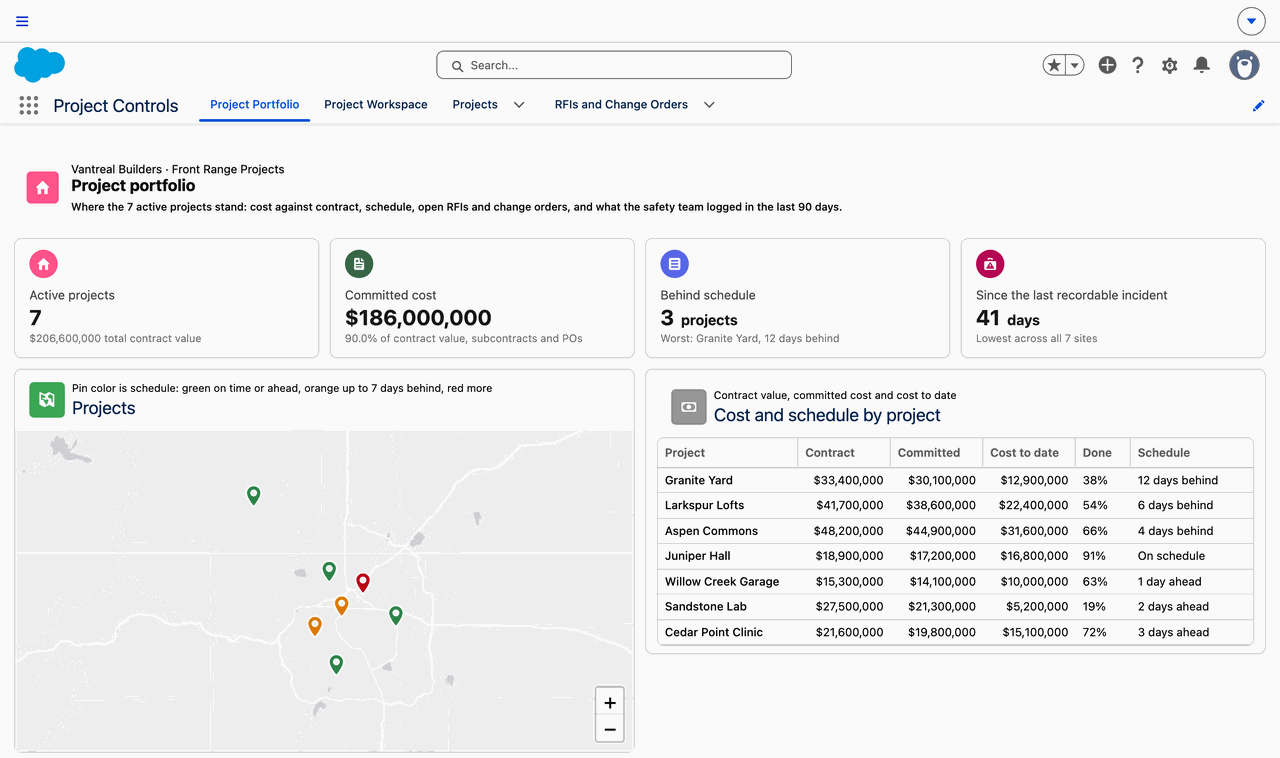 Search...
Project Controls
Project Portfolio
Project Workspace
Projects
RFIs and Change Orders
Vantreal Builders · Front Range Projects
Project portfolio
Where the 7 active projects stand: cost against contract, schedule, open RFIs and change orders, and what the safety team logged in the last 90 days.
Active projects
7
$206,600,000 total contract value
Committed cost
$186,000,000
90.0% of contract value, subcontracts and POs
Behind schedule
3 projects
Worst: Granite Yard, 12 days behind
Since the last recordable incident
41 days
Lowest across all 7 sites
Pin color is schedule: green on time or ahead, orange up to 7 days behind, red more
Projects
Contract value, committed cost and cost to date
Cost and schedule by project
Project Contract Committed Cost to date Done Schedule
Granite Yard $33,400,000 $30,100,000 $12,900,000 38% 12 days behind
Larkspur Lofts $41,700,000 $38,600,000 $22,400,000 54% 6 days behind
Aspen Commons $48,200,000 $44,900,000 $31,600,000 66% 4 days behind
Juniper Hall $18,900,000 $17,200,000 $16,800,000 91% On schedule
Willow Creek Garage $15,300,000 $14,100,000 $10,000,000 63% 1 day ahead
Sandstone Lab $27,500,000 $21,300,000 $5,200,000 19% 2 days ahead
Cedar Point Clinic $21,600,000 $19,800,000 $15,100,000 72% 3 days ahead
+
−